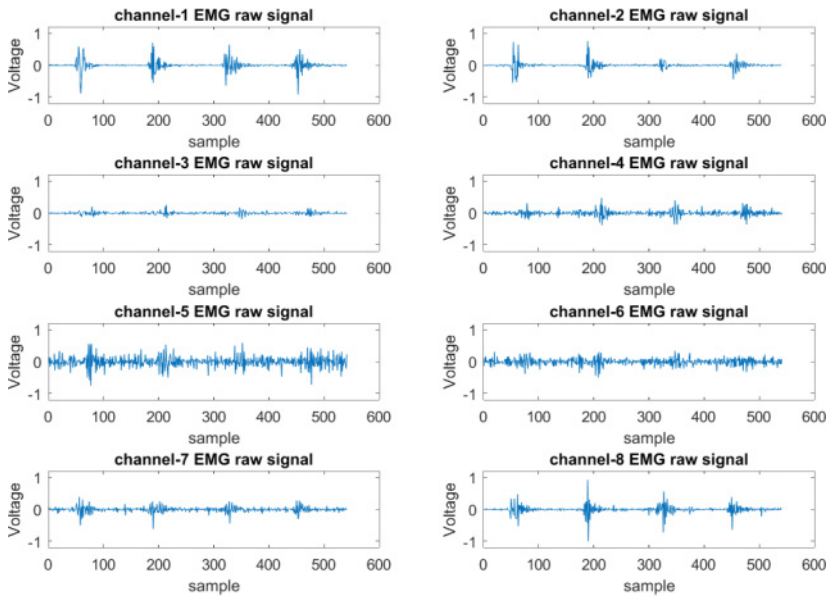 channel-1 EMG raw signal
1
0
-1
Voltage
0 100 200 300 400 500 600
sample
channel-2 EMG raw signal
1
0
-1
Voltage
0 100 200 300 400 500 600
sample
channel-3 EMG raw signal
1
0
-1
Voltage
0 100 200 300 400 500 600
sample
channel-4 EMG raw signal
1
0
-1
Voltage
0 100 200 300 400 500 600
sample
channel-5 EMG raw signal
1
0
-1
Voltage
0 100 200 300 400 500 600
sample
channel-6 EMG raw signal
1
0
-1
Voltage
0 100 200 300 400 500 600
sample
channel-7 EMG raw signal
1
0
-1
Voltage
0 100 200 300 400 500 600
sample
channel-8 EMG raw signal
1
0
-1
Voltage
0 100 200 300 400 500 600
sample